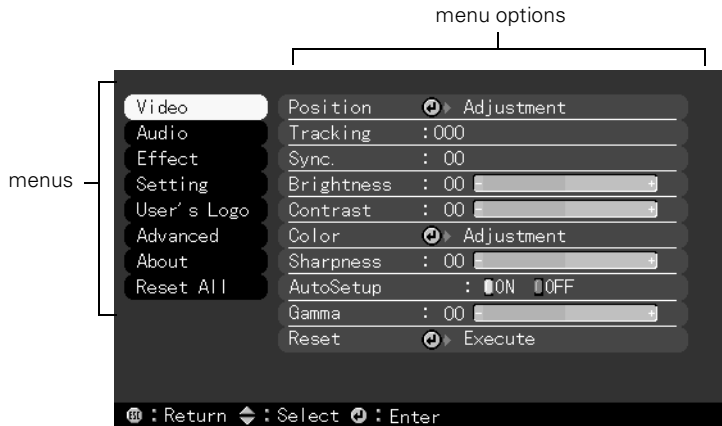 menu options
menus
Video
Audio
Effect
Setting
User's Logo
Advanced
About
Reset All
Position Adjustment
Tracking :000
Sync. : 00
Brightness : 00 - +
Contrast : 00 - +
Color Adjustment
Sharpness : 00 - +
AutoSetup : ON OFF
Gamma : 00 - +
Reset Execute
ESC : Return : Select : Enter